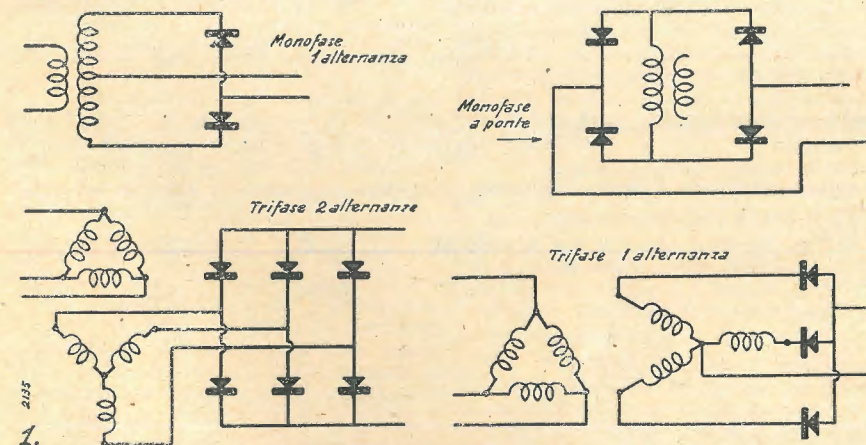 Monofase
1 alternanza
Monofase
a ponte
Trifase 2 alternanze
Trifase 1 alternanza
2135
1.